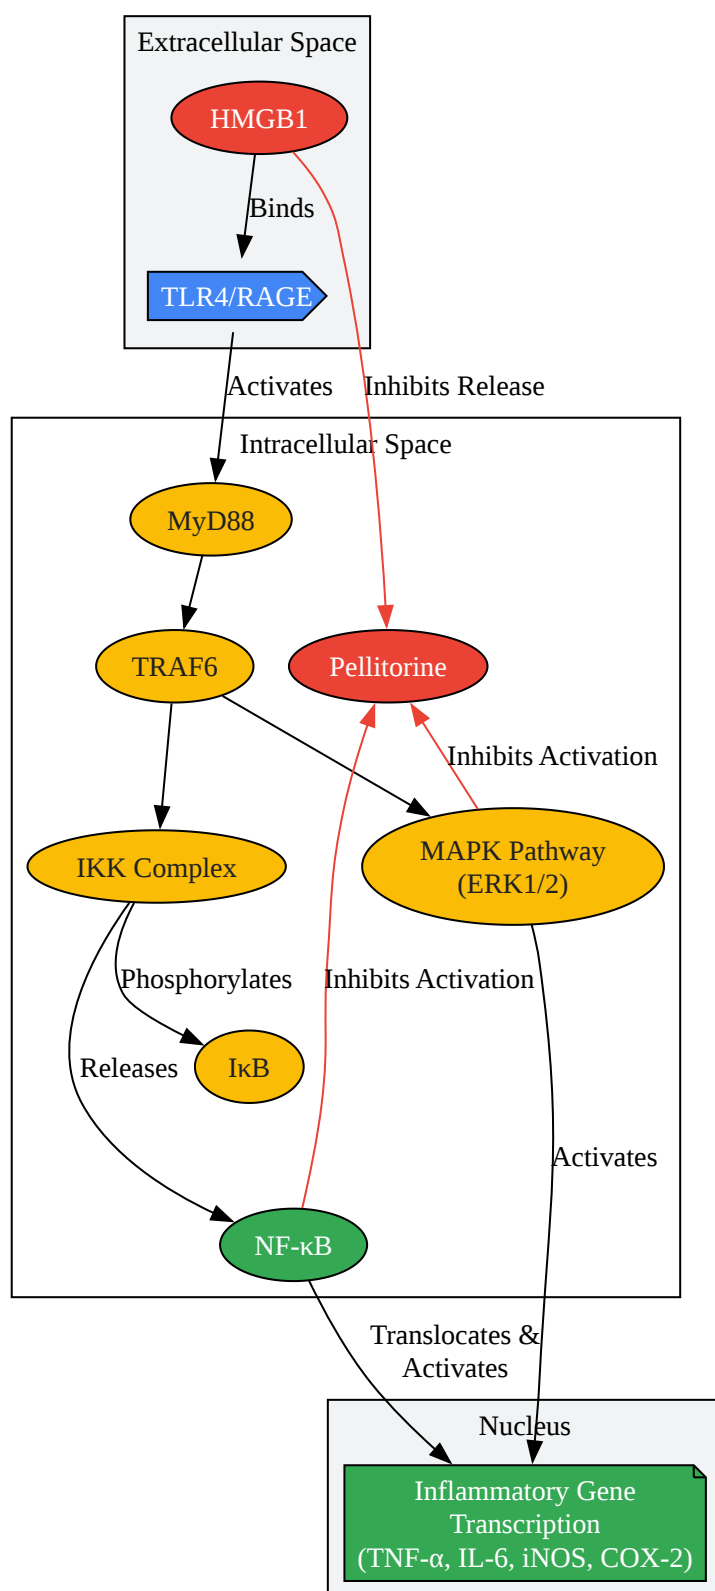 Extracellular Space
HMGB1
Binds
TLR4/RAGE
Activates
Inhibits Release
Intracellular Space
MyD88
TRAF6
Pellitorine
Inhibits Activation
IKK Complex
MAPK Pathway
(ERK1/2)
Phosphorylates
Inhibits Activation
Releases
IκB
Activates
NF-κB
Translocates &
Activates
Nucleus
Inflammatory Gene
Transcription
(TNF-α, IL-6, iNOS, COX-2)